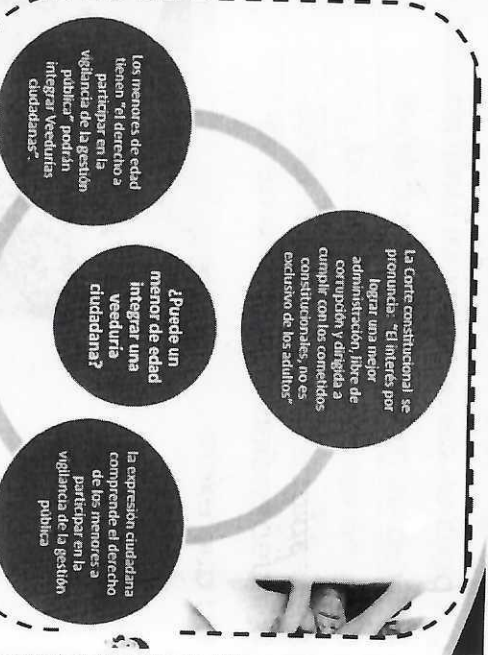 La Corte constitucional se
pronuncia: "El interés por
lograr una mejor
administración, libre de
corrupción y dirigida a
cumplir con los cometidos
constitucionales, no es
exclusivo de los adultos"
Los menores de edad
tienen "el derecho a
participar en la
vigilancia de la gestión
pública" podrán
integrar Veedurías
ciudadanas".
¿Puede un
menor de edad
integrar una
veeduría
ciudadana?
la expresión ciudadana
comprende el derecho
de los menores a
participar en la
vigilancia de la gestión
pública